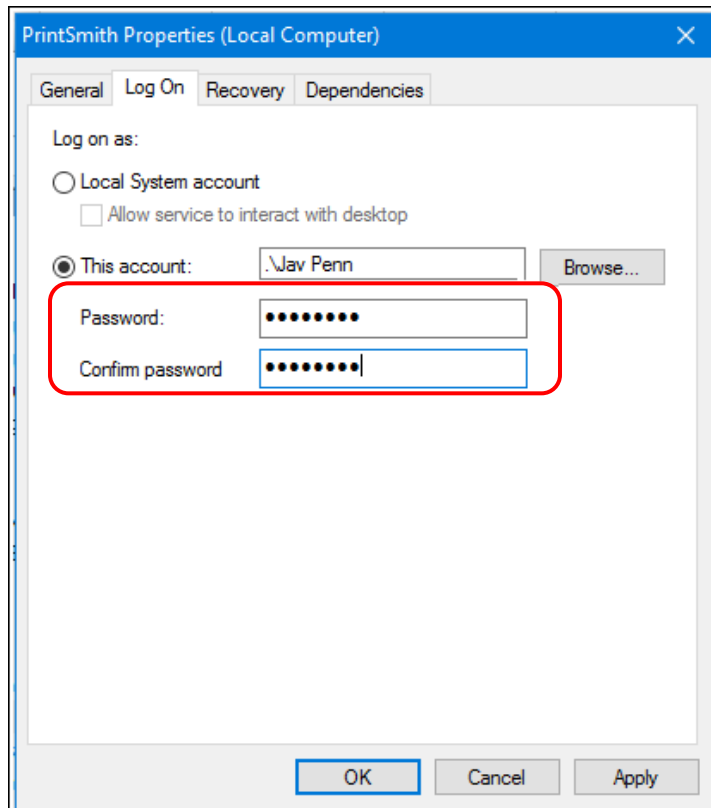 PrintSmith Properties (Local Computer)
General Log On Recovery Dependencies
Log on as:
Local System account
Allow service to interact with desktop
This account: .\Jav Penn Browse...
Password: ●●●●●●●●
Confirm password ●●●●●●●●
OK Cancel Apply